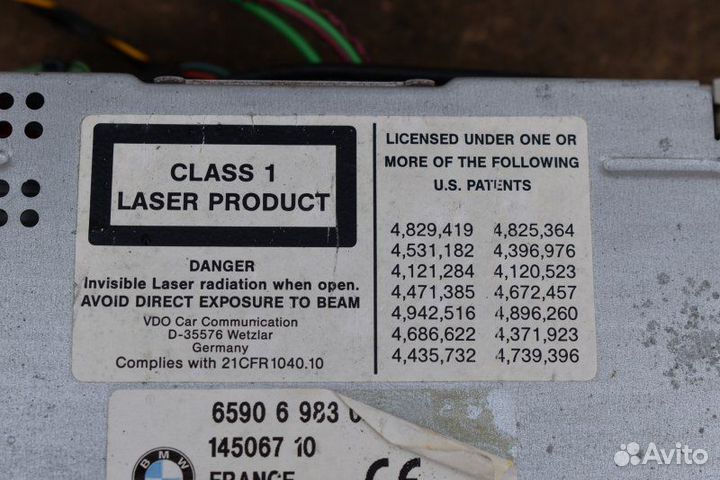 CLASS 1
LASER PRODUCT
DANGER
Invisible Laser radiation when open.
AVOID DIRECT EXPOSURE TO BEAM
VDO Car Communication
D-35576 Wetzlar
Germany
Complies with 21CFR1040.10
LICENSED UNDER ONE OR
MORE OF THE FOLLOWING
U.S. PATENTS
4,829,419 4,825,364
4,531,182 4,396,976
4,121,284 4,120,523
4,471,385 4,672,457
4,942,516 4,896,260
4,686,622 4,371,923
4,435,732 4,739,396
6590 6 983
14506710
BMW
FRANCE
CE
Avito